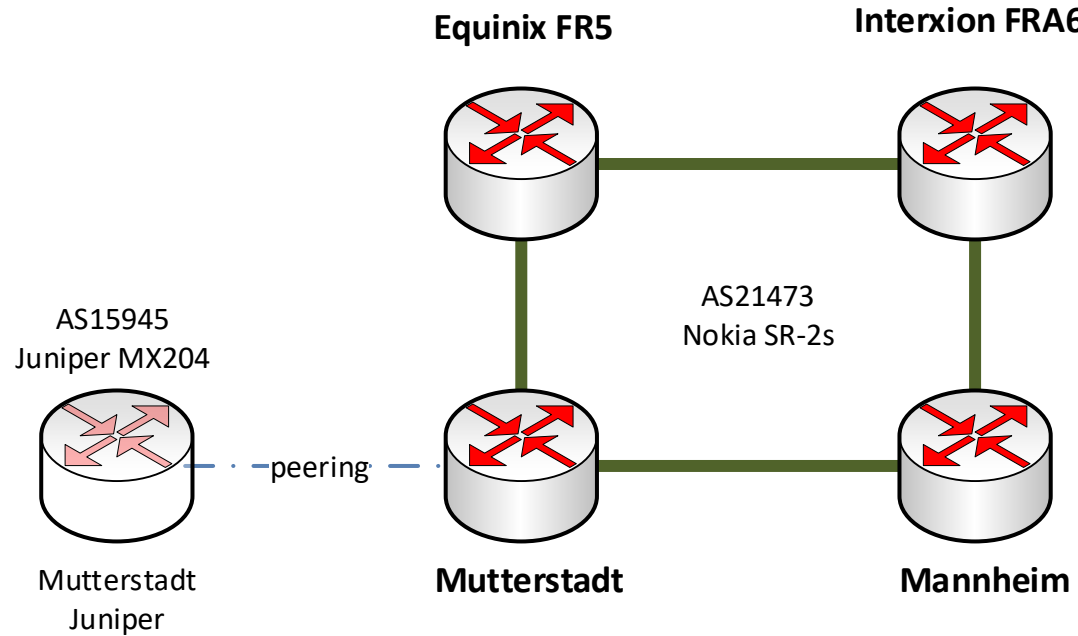 Equinix FR5
Interxion FRA6
AS21473
Nokia SR-2s
AS15945
Juniper MX204
peering
Mutterstadt
Juniper
Mutterstadt
Mannheim